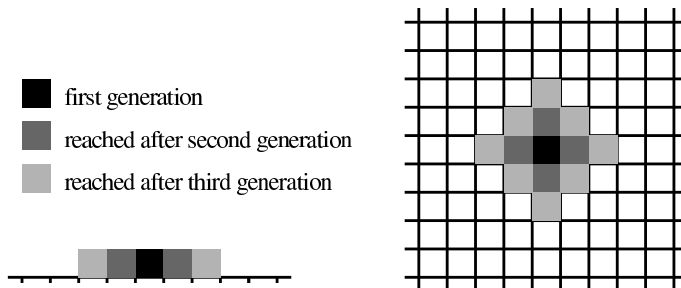 first generation
reached after second generation
reached after third generation